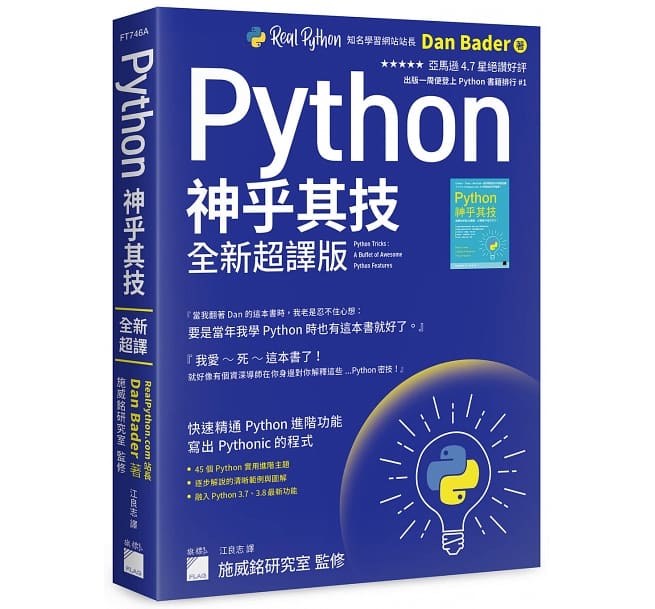 FT746A
Python
神乎其技
全新
超譯
RealPython.com 站長
Dan Bader 著
施威銘研究室 監修
江良志 譯
旗標
FLAG
Real Python 知名學習網站站長 Dan Bader 著
★★★★★ 亞馬遜 4.7 星絕讚好評
出版一周便登上 Python 書籍排行 #1
Python
神乎其技
全新超譯版
Python Tricks :
A Buffet of Awesome
Python Features
Python
神乎其技
『當我翻著 Dan 的這本書時，我老是忍不住心想：
要是當年我學 Python 時也有這本書就好了。』
『 我愛 ～ 死 ～ 這本書了！
就好像有個資深導師在你身邊對你解釋這些 ...Python 密技！』
快速精通 Python 進階功能
寫出 Pythonic 的程式
• 45 個 Python 實用進階主題
• 逐步解說的清晰範例與圖解
• 融入 Python 3.7、3.8 最新功能
旗標
FLAG
江良志 譯
施威銘研究室 監修